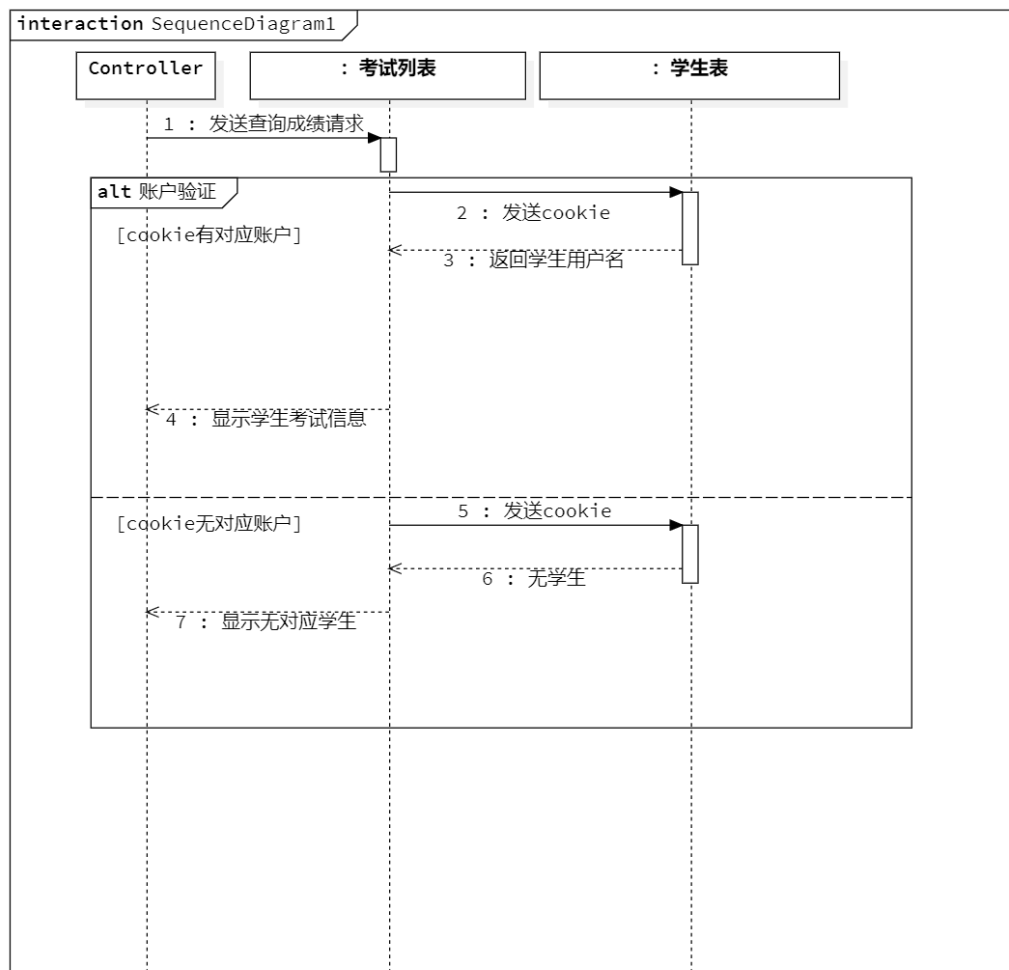 interaction SequenceDiagram1
Controller
: 考试列表
: 学生表
1 : 发送查询成绩请求
alt 账户验证
2 : 发送cookie
[cookie有对应账户]
3 : 返回学生用户名
4 : 显示学生考试信息
5 : 发送cookie
[cookie无对应账户]
6 : 无学生
7 : 显示无对应学生